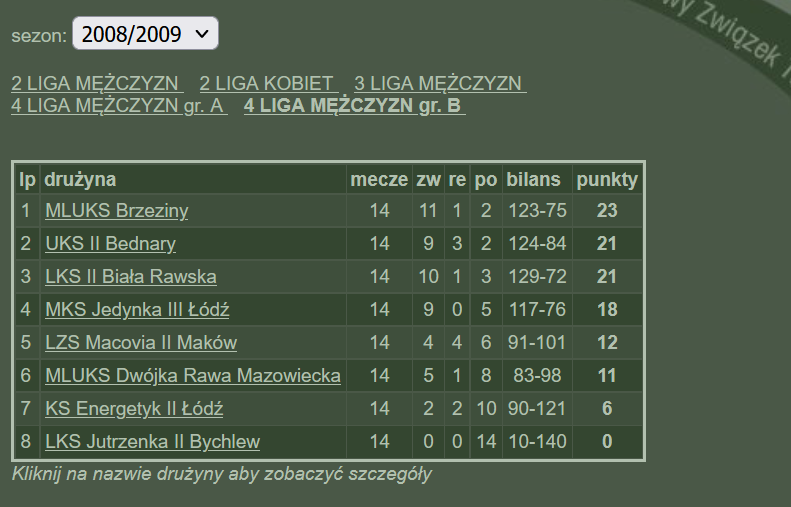 wy Związek
sezon: 2008/2009
2 LIGA MĘŻCZYZN 2 LIGA KOBIET 3 LIGA MĘŻCZYZN
4 LIGA MĘŻCZYZN gr. A 4 LIGA MĘŻCZYZN gr. B
lp drużyna mecze zw re po bilans punkty
1 MLUKS Brzeziny 14 11 1 2 123-75 23
2 UKS II Bednary 14 9 3 2 124-84 21
3 LKS II Biała Rawska 14 10 1 3 129-72 21
4 MKS Jedynka III Łódź 14 9 0 5 117-76 18
5 LZS Macovia II Maków 14 4 4 6 91-101 12
6 MLUKS Dwójka Rawa Mazowiecka 14 5 1 8 83-98 11
7 KS Energetyk II Łódź 14 2 2 10 90-121 6
8 LKS Jutrzenka II Bychlew 14 0 0 14 10-140 0
Kliknij na nazwie drużyny aby zobaczyć szczegóły